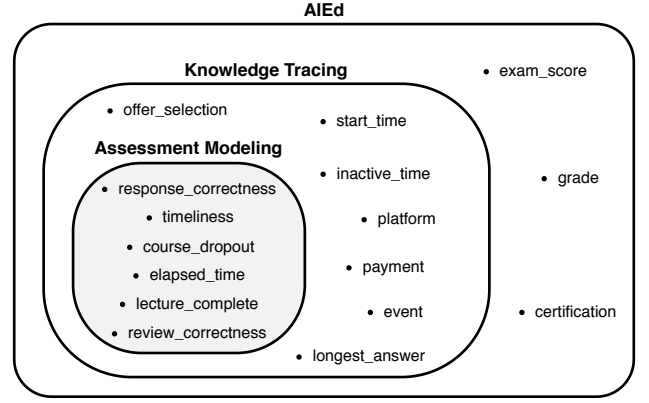 AIEd
Knowledge Tracing
• exam_score
• offer_selection
• start_time
Assessment Modeling
• response_correctness
• inactive_time
• grade
• timeliness
• platform
• course_dropout
• elapsed_time
• payment
• lecture_complete
• event
• certification
• review_correctness
• longest_answer